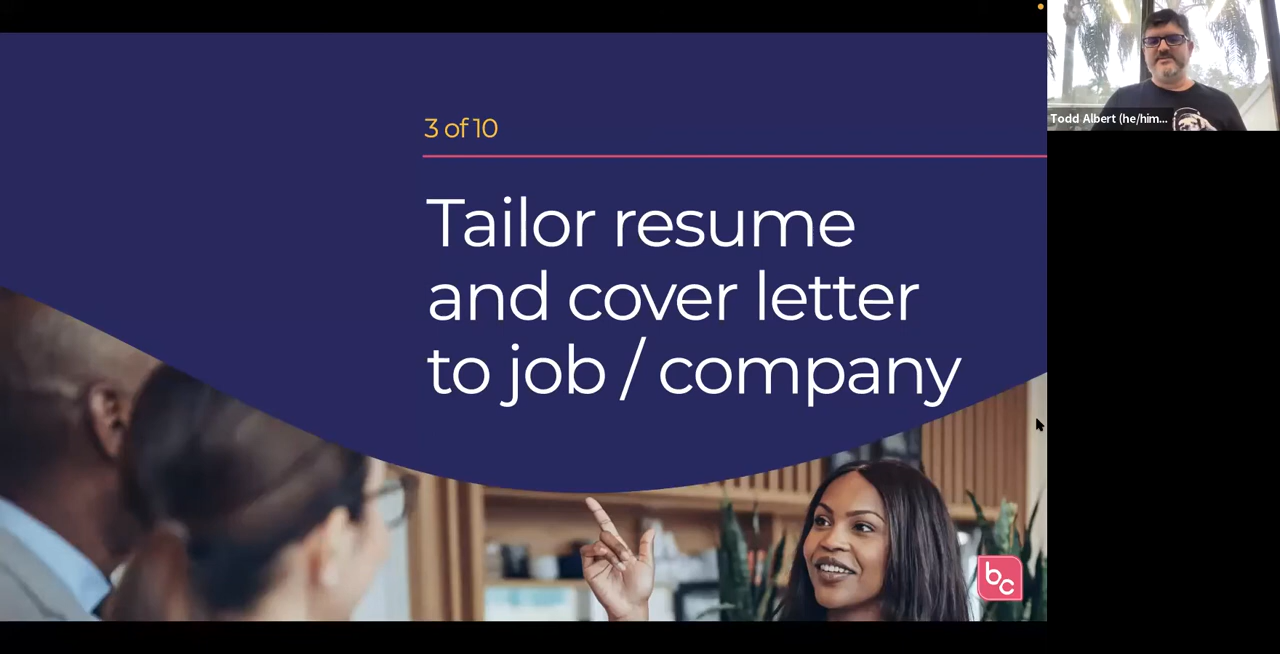 3 of 10
Tailor resume
and cover letter
to job / company
bc
Todd Albert (he/him...